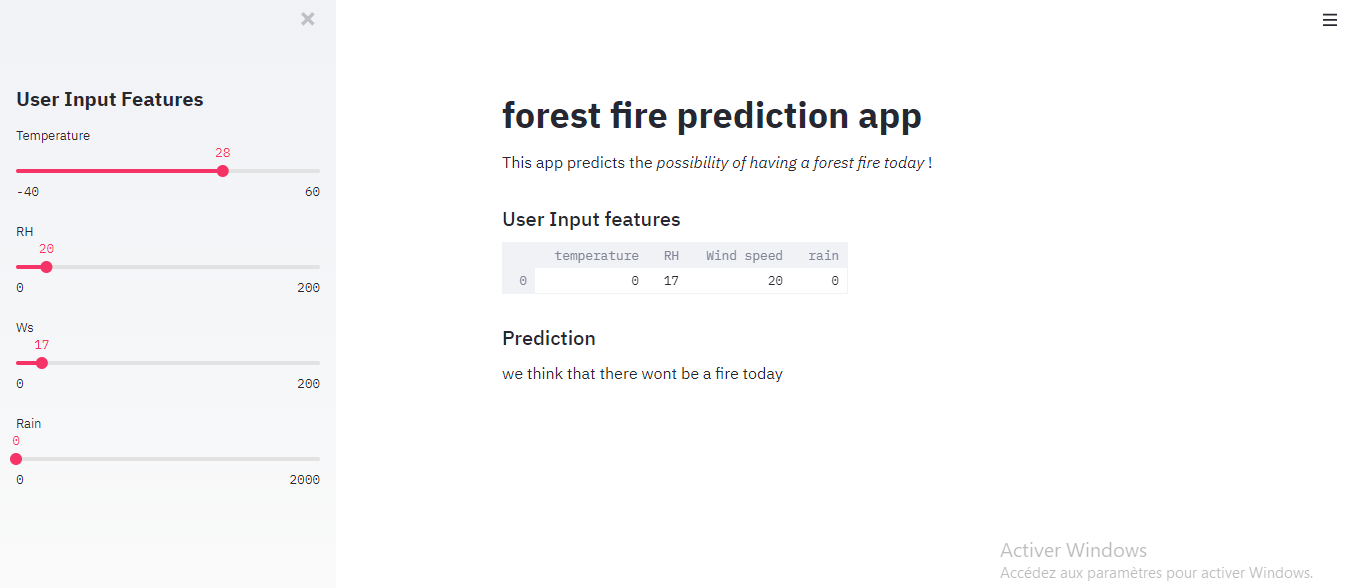 ×
User Input Features
Temperature
28
-40 60
RH
20
0 200
Ws
17
0 200
Rain
0
0 2000
forest fire prediction app
This app predicts the possibility of having a forest fire today !
User Input features
temperature RH Wind speed rain
0 0 17 20 0
Prediction
we think that there wont be a fire today
Activer Windows
Accédez aux paramètres pour activer Windows.